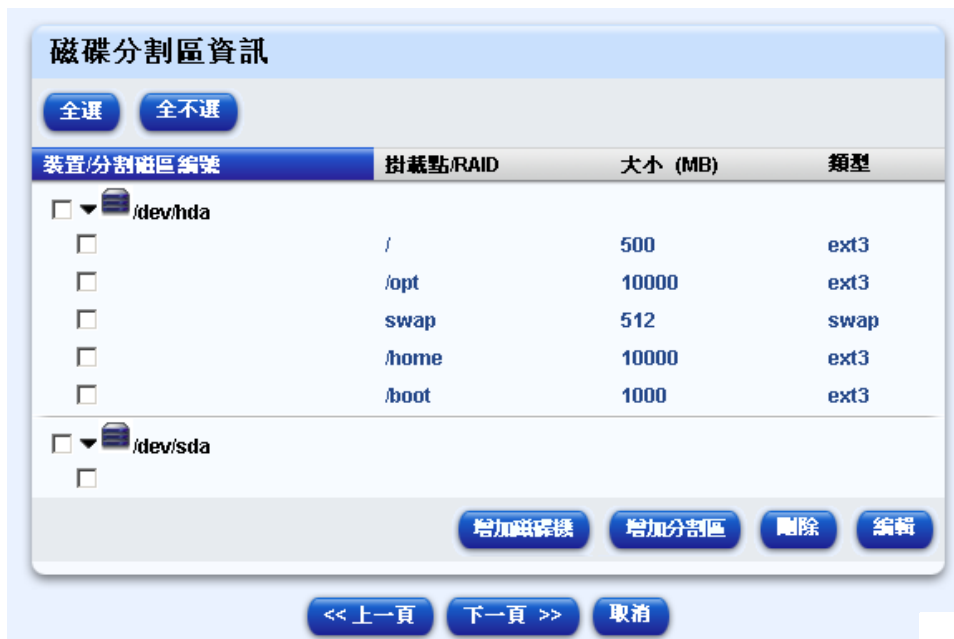 磁碟分割區資訊
全選 全不選
裝置/分割磁區編號 掛載點/RAID 大小 (MB) 類型
/dev/hda
/ 500 ext3
/opt 10000 ext3
swap 512 swap
/home 10000 ext3
/boot 1000 ext3
/dev/sda
增加磁碟機 增加分割區 刪除 編輯
<< 上一頁 下一頁 >> 取消